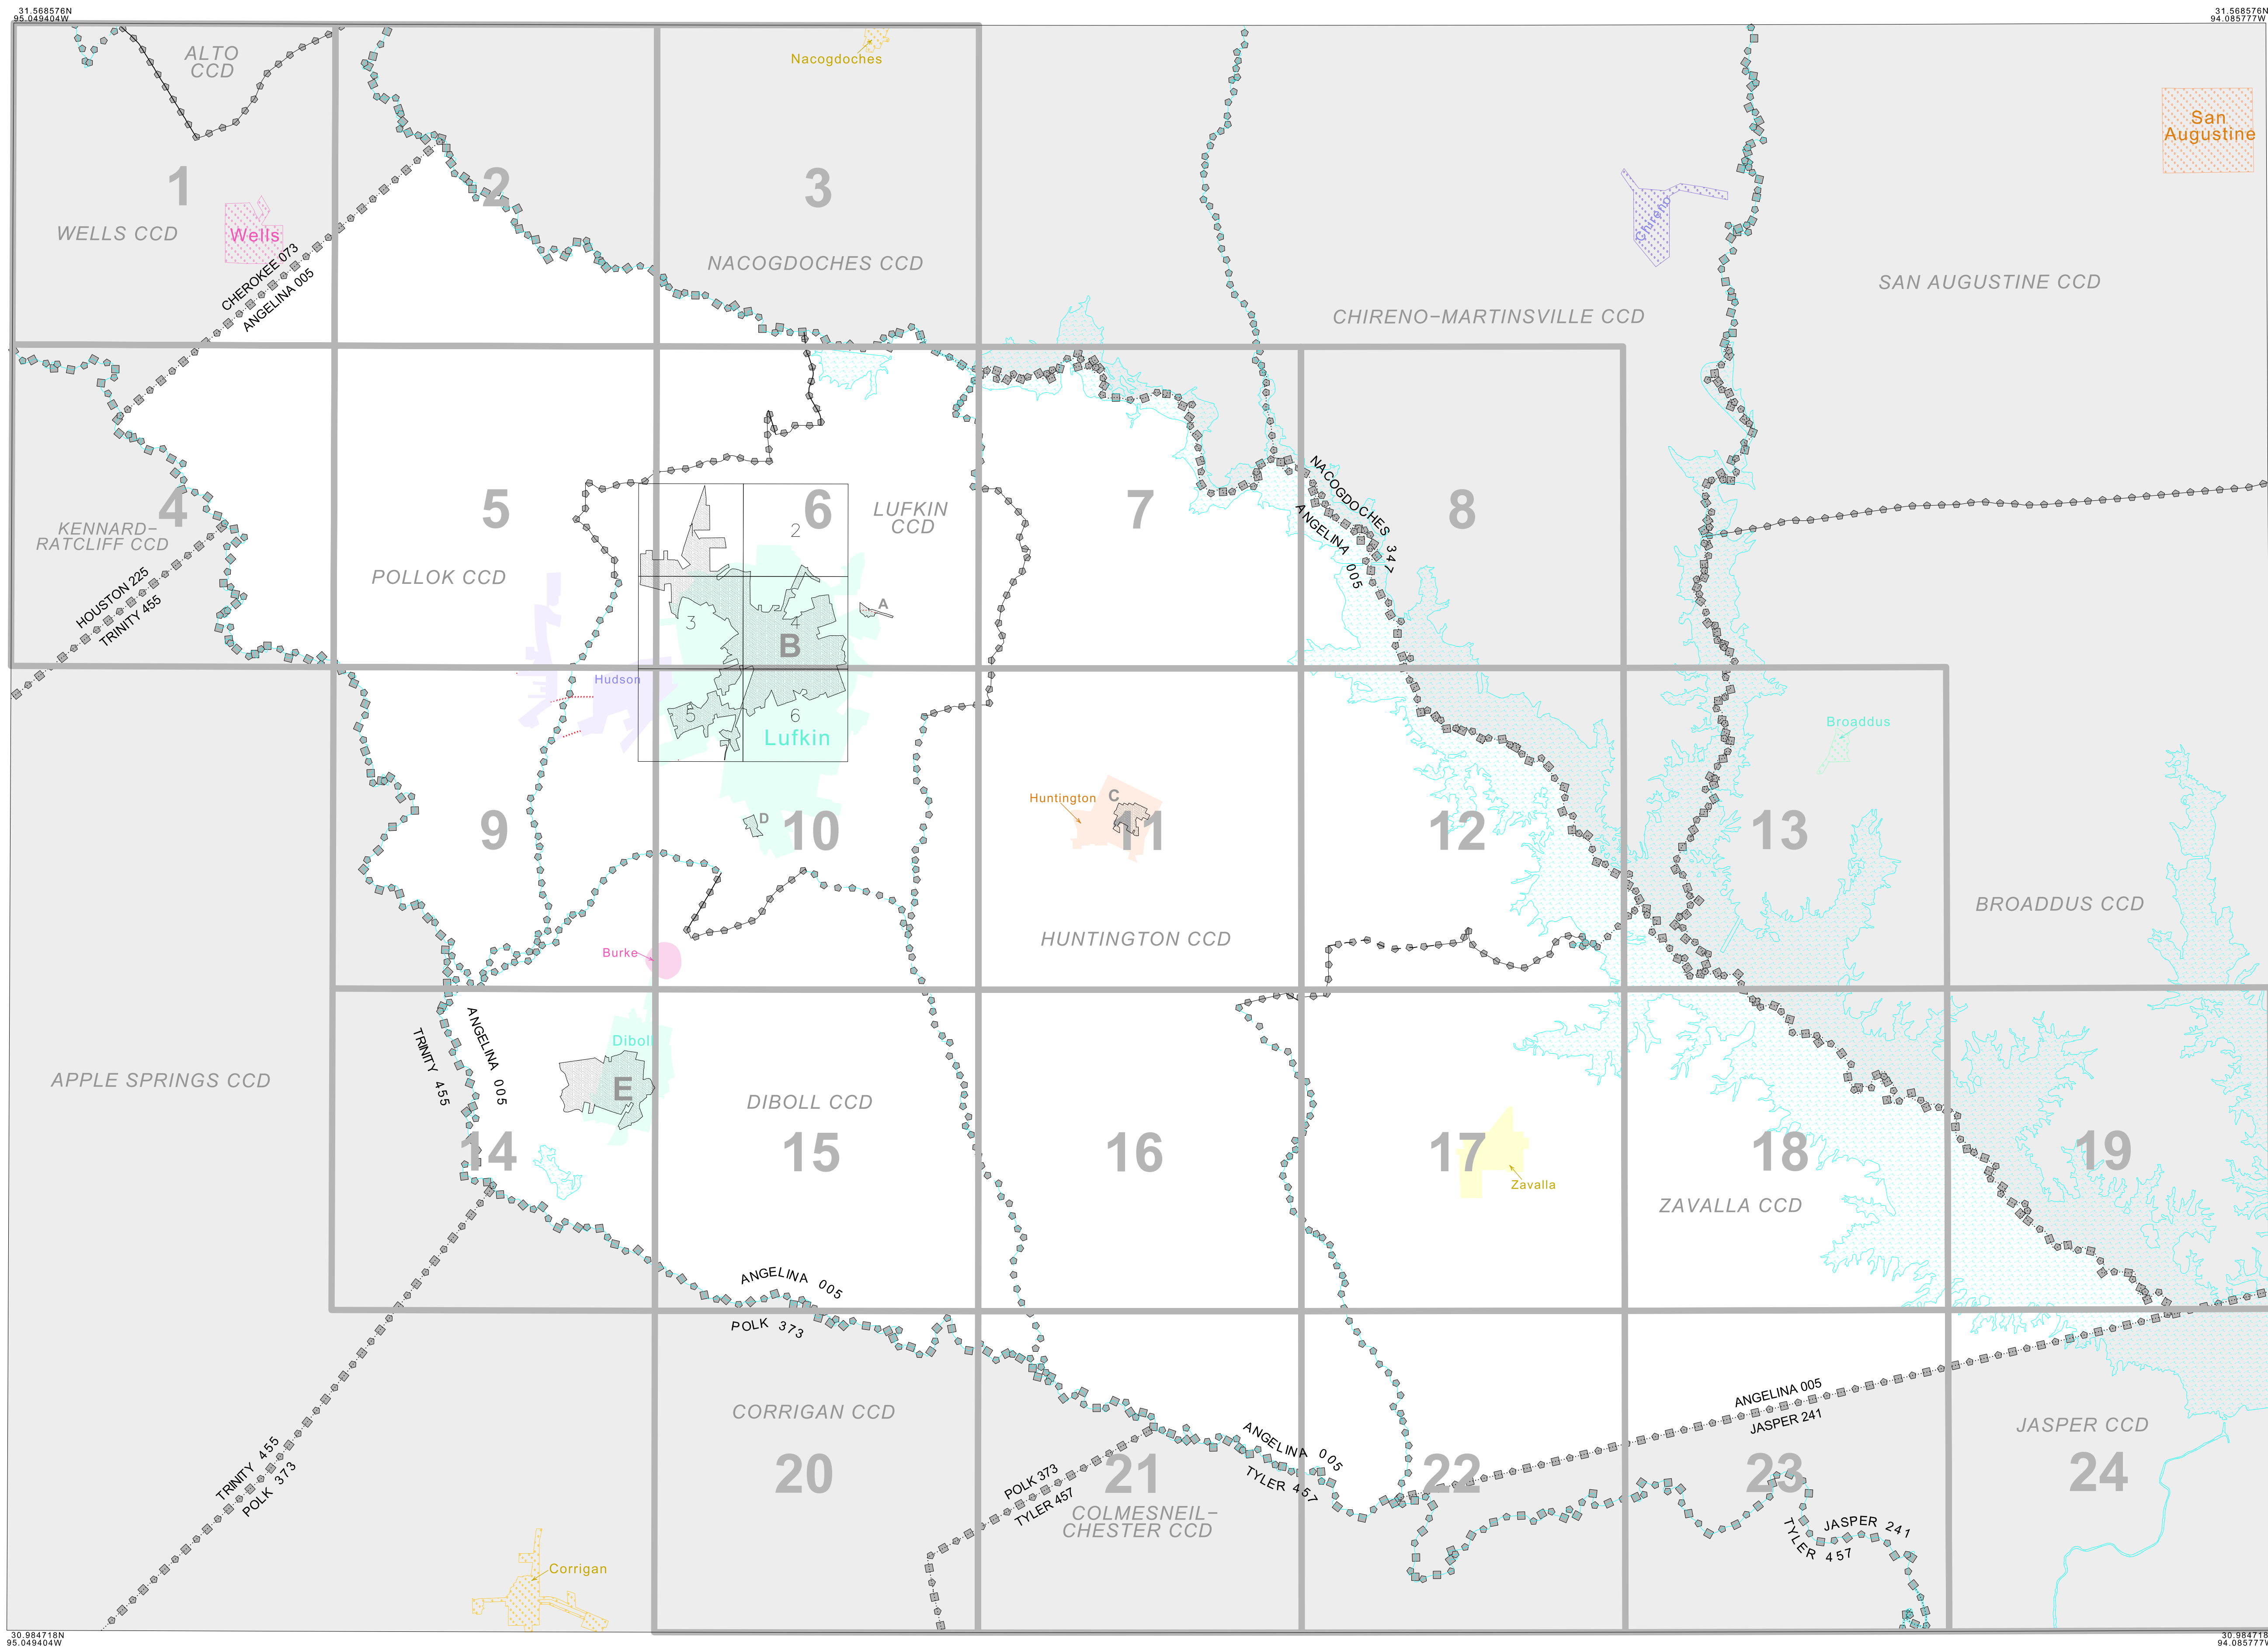 31.568576N
95.049404W
31.568576N
94.085777W
ALTO
CCD
Nacogdoches
San
Augustine
1
2
3
WELLS CCD
Wells
Chireno
CHEROKEE 073
ANGELINA 005
NACOGDOCHES CCD
SAN AUGUSTINE CCD
CHIRENO-MARTINSVILLE CCD
4
5
6
7
8
KENNARD-
RATCLIFF CCD
LUFKIN
CCD
NACOGDOCHES 347
ANGELINA 005
1
2
POLLOK CCD
HOUSTON 225
TRINITY 455
A
3
4
B
Hudson
5
6
Lufkin
Broaddus
Huntington
C
D
9
10
11
12
13
BROADDUS CCD
HUNTINGTON CCD
Burke
TRINITY 455
ANGELINA 005
Diboll
APPLE SPRINGS CCD
E
DIBOLL CCD
14
15
16
17
18
19
Zavalla
ZAVALLA CCD
ANGELINA 005
POLK 373
ANGELINA 005
JASPER 241
CORRIGAN CCD
JASPER CCD
TRINITY 455
POLK 373
ANGELINA 005
TYLER 457
POLK 373
TYLER 457
20
21
22
23
24
COLMESNEIL-
CHESTER CCD
JASPER 241
TYLER 457
Corrigan
30.984718N
95.049404W
30.984718
94.085777W